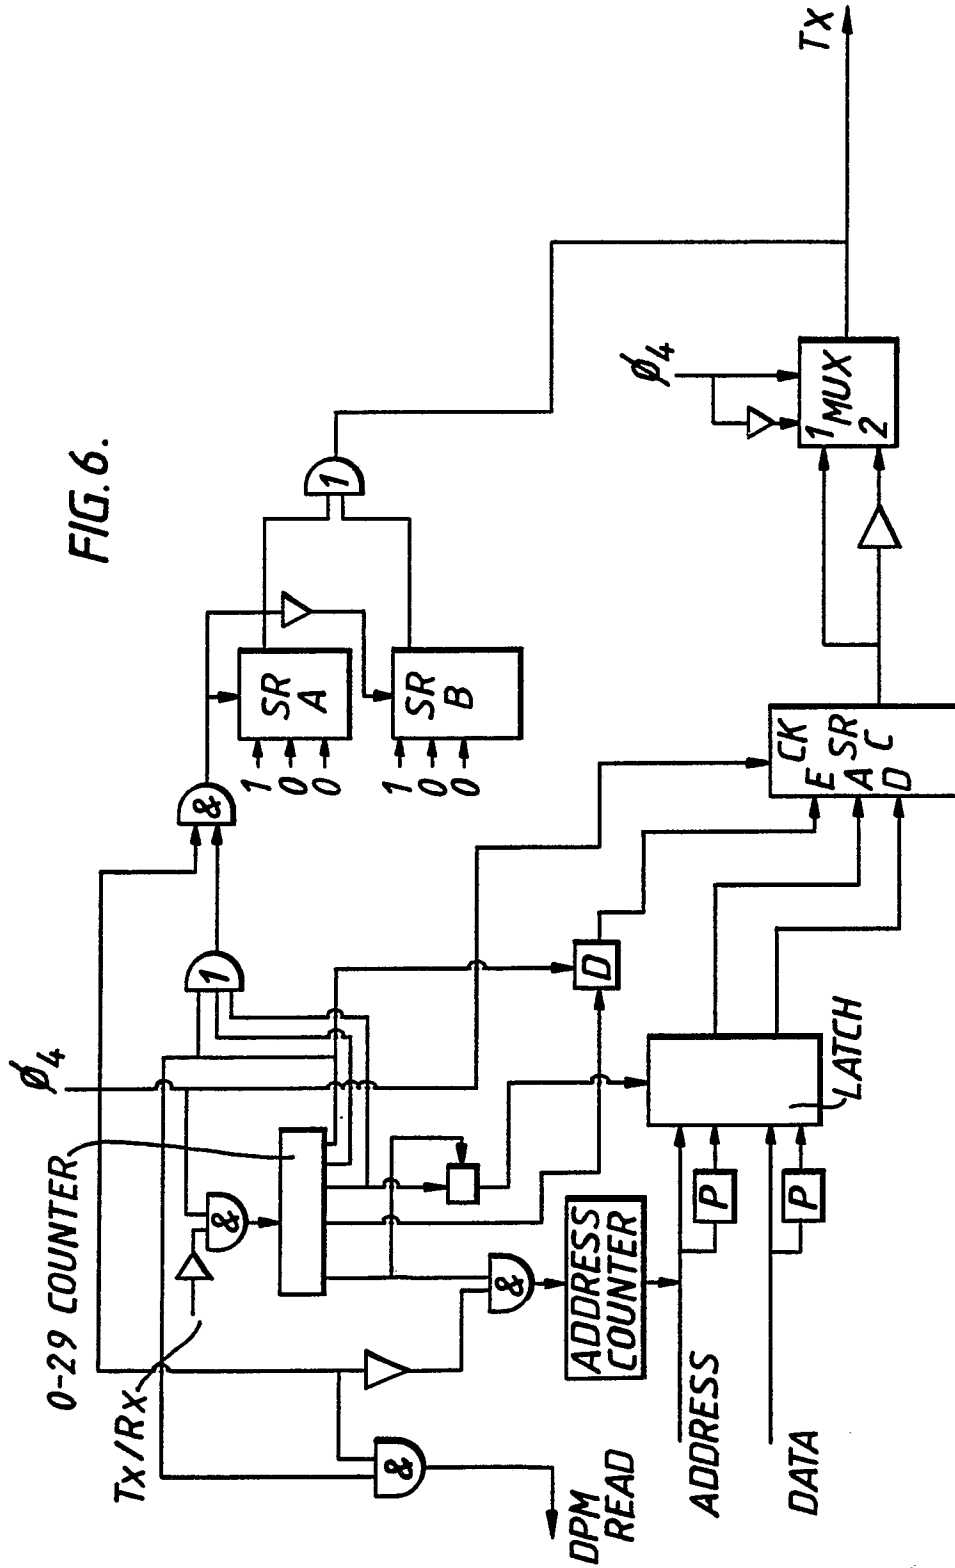 FIG.6.
TX
Ø4
1 MUX
2
1
SR
A
1
0
0
SR
B
1
0
0
&
1
Ø4
CK
E SR
A C
D
D
LATCH
0-29 COUNTER
&
Tx/Rx
&
ADDRESS
COUNTER
P
P
&
DPM
READ
ADDRESS
DATA